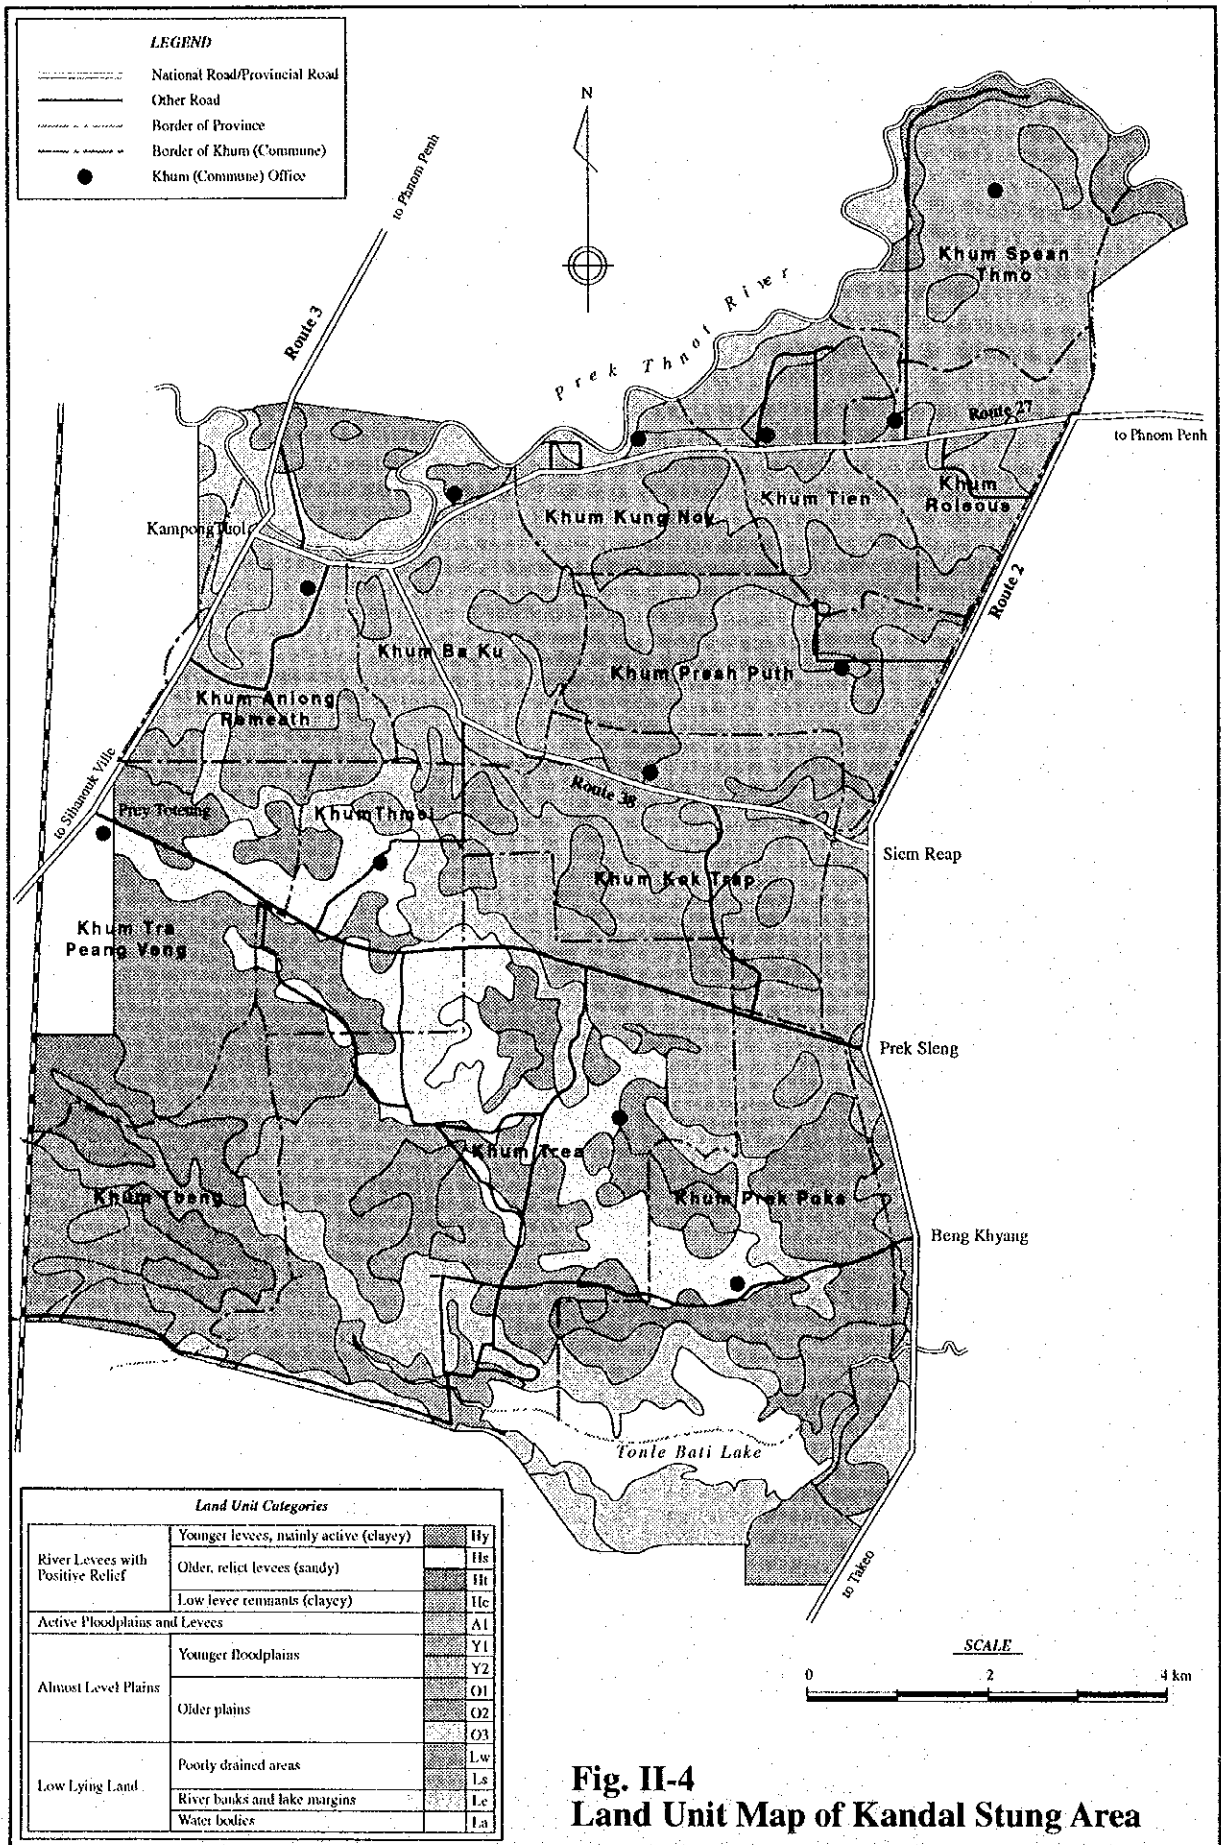 LEGEND
National Road/Provincial Road
Other Road
Border of Province
Border of Khum (Commune)
Khum (Commune) Office
to Phnom Penh
N
Route 3
Prek Thnot River
Khum Spean
Thmo
Route 27
to Phnom Penh
Khum Tien
Khum
Roleous
Khum Kung Noy
Kampong Tuol
Route 2
Khum Ba Ku
Khum Preah Puth
Khum Anlong
Romeath
to Sihanouk Ville
Route 38
Prey Totoung
Khum Thmei
Siem Reap
Khum Kok Trap
Khum Tra
Peang Veng
Prek Sleng
Khum Trea
Khum Tbeng
Khum Prek Poke
Beng Khyang
Tonle Bati Lake
to Takeo
Land Unit Categories
River Levees with
Positive Relief
Younger levees, mainly active (clayey) Hy
Older, relict levees (sandy) Hs
Ht
Low levee remnants (clayey) Hc
Active Floodplains and Levees A1
Almost Level Plains
Younger floodplains Y1
Y2
Older plains O1
O2
O3
Low Lying Land
Poorly drained areas Lw
Ls
River banks and lake margins Le
Water bodies La
SCALE
0 2 4 km
Fig. II-4
Land Unit Map of Kandal Stung Area